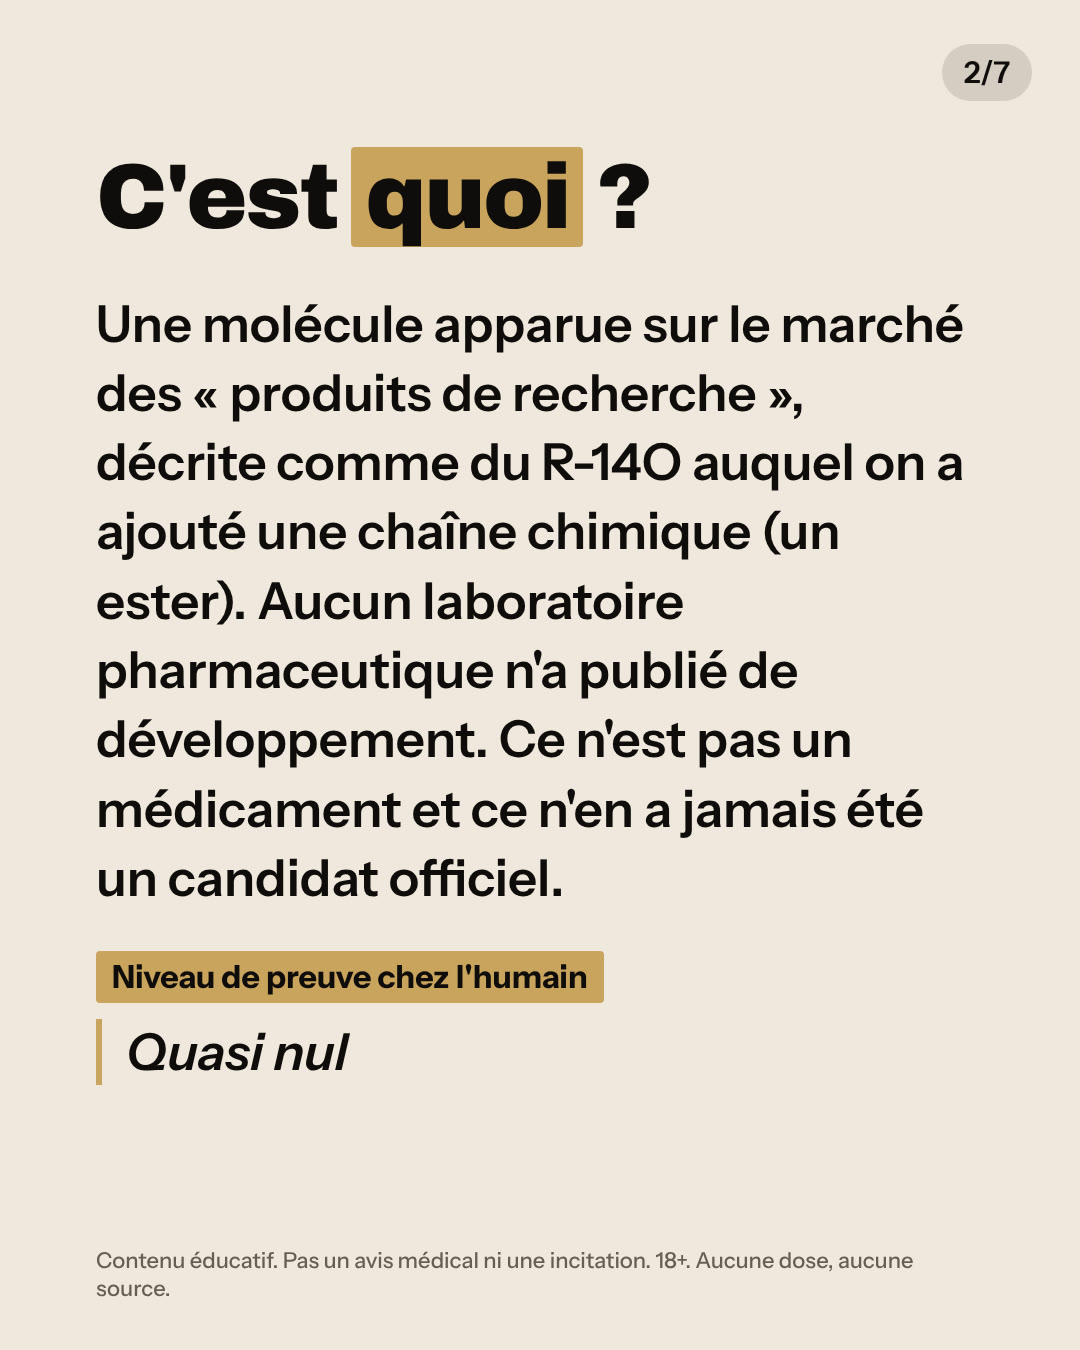 2/7
C'est quoi ?
Une molécule apparue sur le marché
des « produits de recherche »,
décrite comme du R-14O auquel on a
ajouté une chaîne chimique (un
ester). Aucun laboratoire
pharmaceutique n'a publié de
développement. Ce n'est pas un
médicament et ce n'en a jamais été
un candidat officiel.
Niveau de preuve chez l'humain
Quasi nul
Contenu éducatif. Pas un avis médical ni une incitation. 18+. Aucune dose, aucune
source.